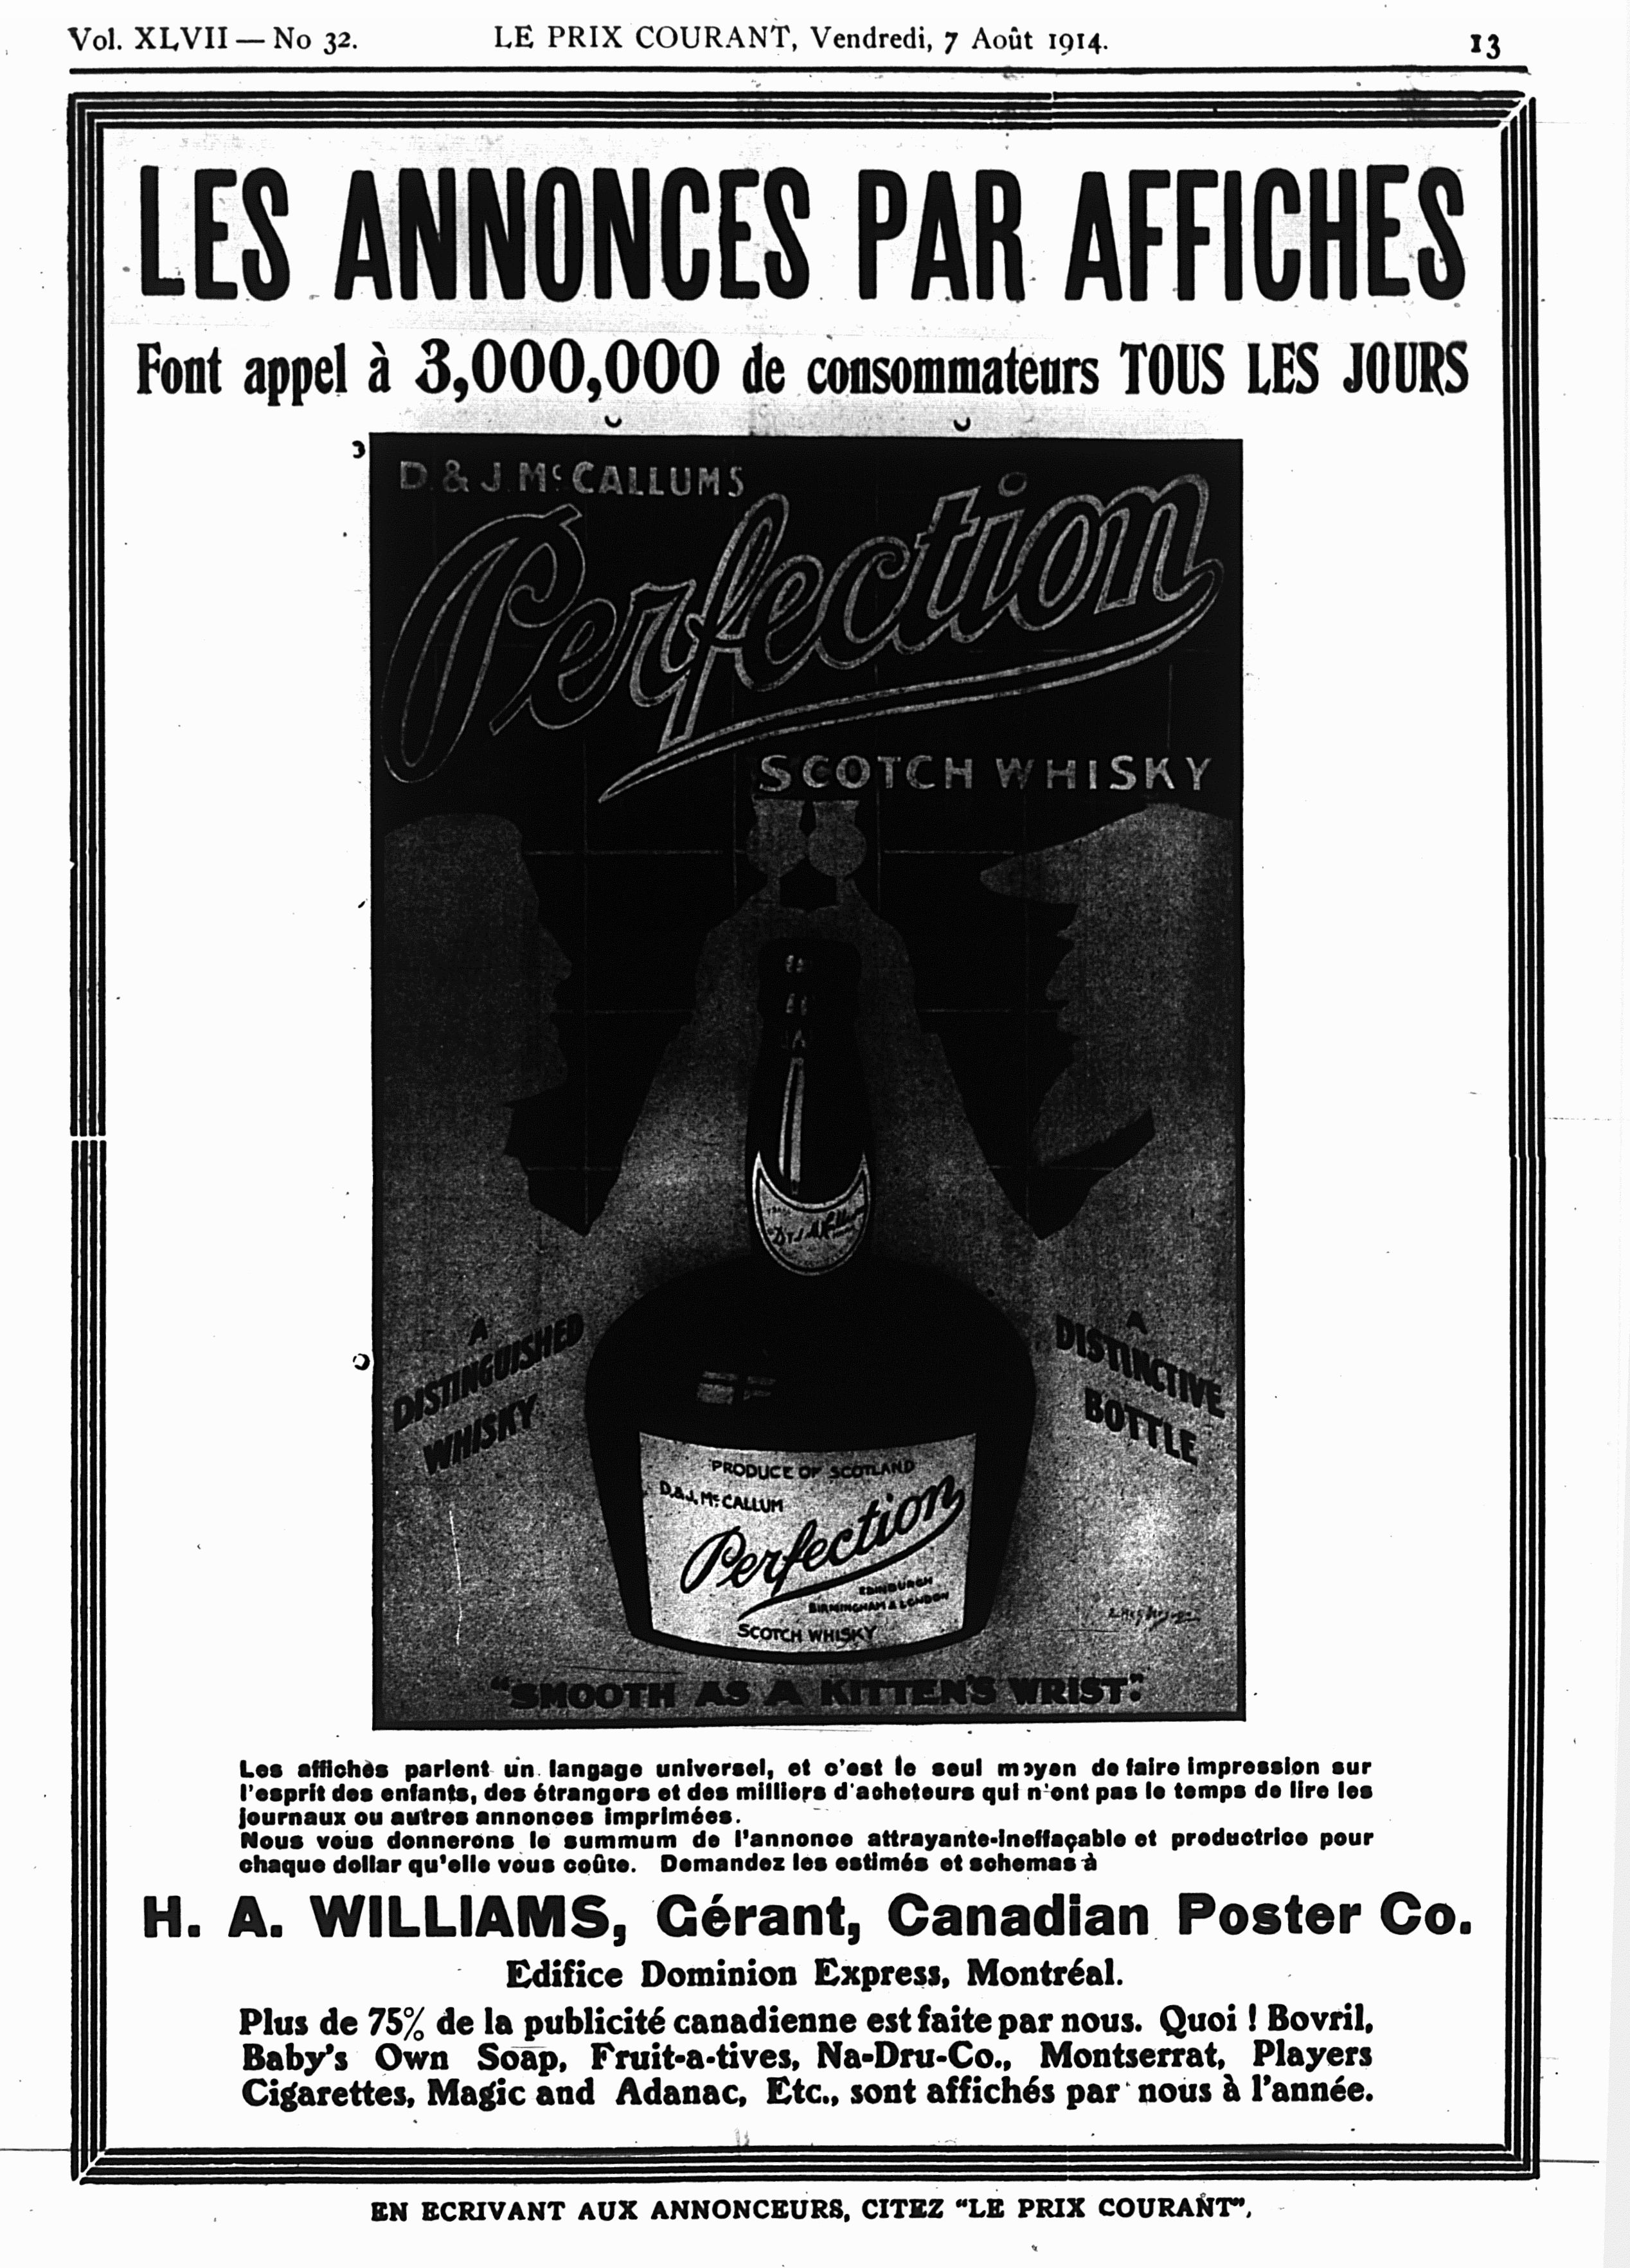 Vol. XLVII — No 32.
LE PRIX COURANT, Vendredi, 7 Août 1914.
13
LES ANNONCES PAR AFFICHES
Font appel à 3,000,000 de consommateurs TOUS LES JOURS
D. & J. McCALLUMS
Perfection
SCOTCH WHISKY
A
DISTINGUISHED
WHISKY
A
DISTINCTIVE
BOTTLE
PRODUCE OF SCOTLAND
D. & J. McCALLUM
Perfection
EDINBURGH
BIRMINGHAM & LONDON
SCOTCH WHISKY
"SMOOTH AS A KITTEN'S WRIST."
Les affiches parlent un langage universel, et c'est le seul moyen de faire impression sur
l'esprit des enfants, des étrangers et des milliers d'acheteurs qui n'ont pas le temps de lire les
journaux ou autres annonces imprimées.
Nous vous donnerons le summum de l'annonce attrayante-ineffaçable et productrice pour
chaque dollar qu'elle vous coûte. Demandez les estimés et schemas à
H. A. WILLIAMS, Gérant, Canadian Poster Co.
Edifice Dominion Express, Montréal.
Plus de 75% de la publicité canadienne est faite par nous. Quoi ! Bovril,
Baby's Own Soap, Fruit-a-tives, Na-Dru-Co., Montserrat, Players
Cigarettes, Magic and Adanac, Etc., sont affichés par nous à l'année.
EN ECRIVANT AUX ANNONCEURS, CITEZ "LE PRIX COURANT",